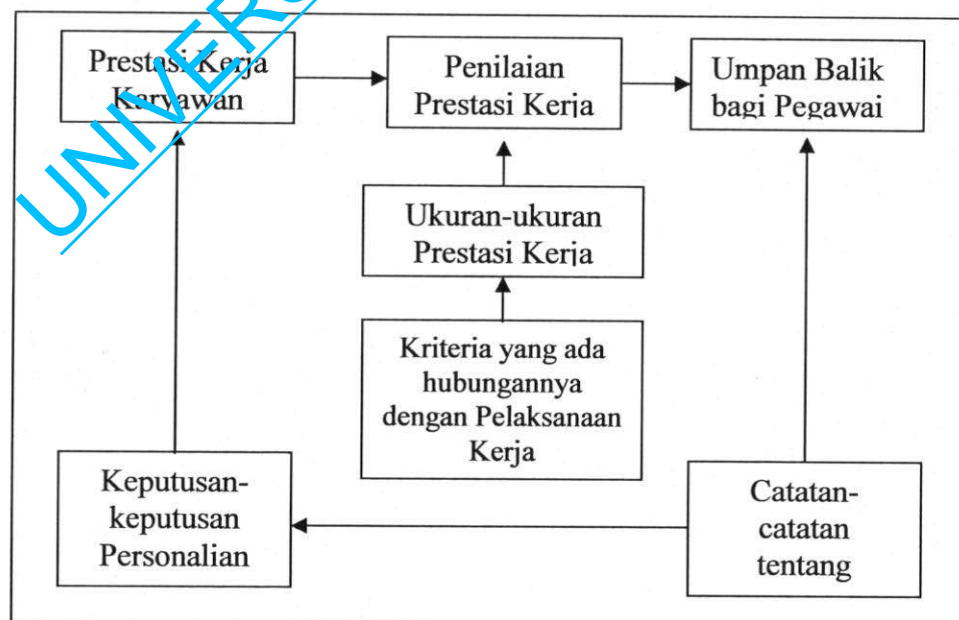 UNIVERS
Prestasi Kerja
Karyawan
Penilaian
Prestasi Kerja
Umpan Balik
bagi Pegawai
Ukuran-ukuran
Prestasi Kerja
Kriteria yang ada
hubungannya
dengan Pelaksanaan
Kerja
Keputusan-
keputusan
Personalian
Catatan-
catatan
tentang